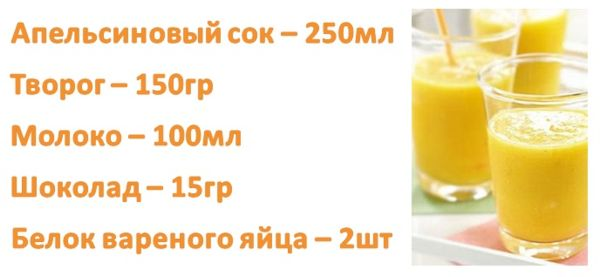 Апельсиновый сок – 250мл
Творог – 150гр
Молоко – 100мл
Шоколад – 15гр
Белок вареного яйца – 2шт